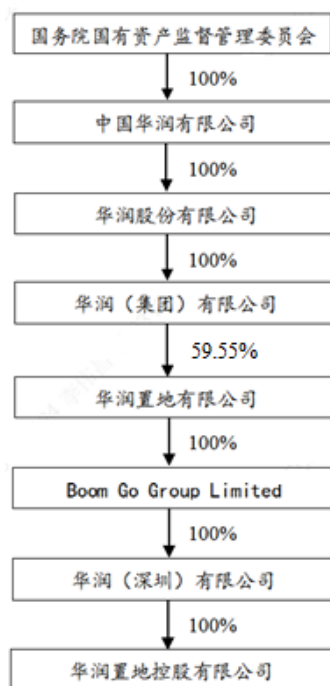 国务院国有资产监督管理委员会
100%
中国华润有限公司
100%
华润股份有限公司
100%
华润（集团）有限公司
59.55%
华润置地有限公司
100%
Boom Go Group Limited
100%
华润（深圳）有限公司
100%
华润置地控股有限公司